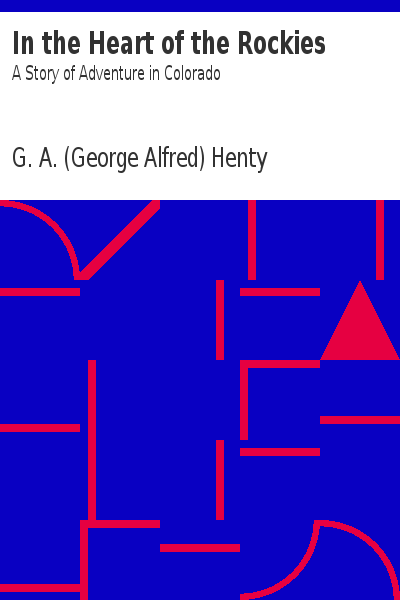 In the Heart of the Rockies
A Story of Adventure in Colorado
G. A. (George Alfred) Henty